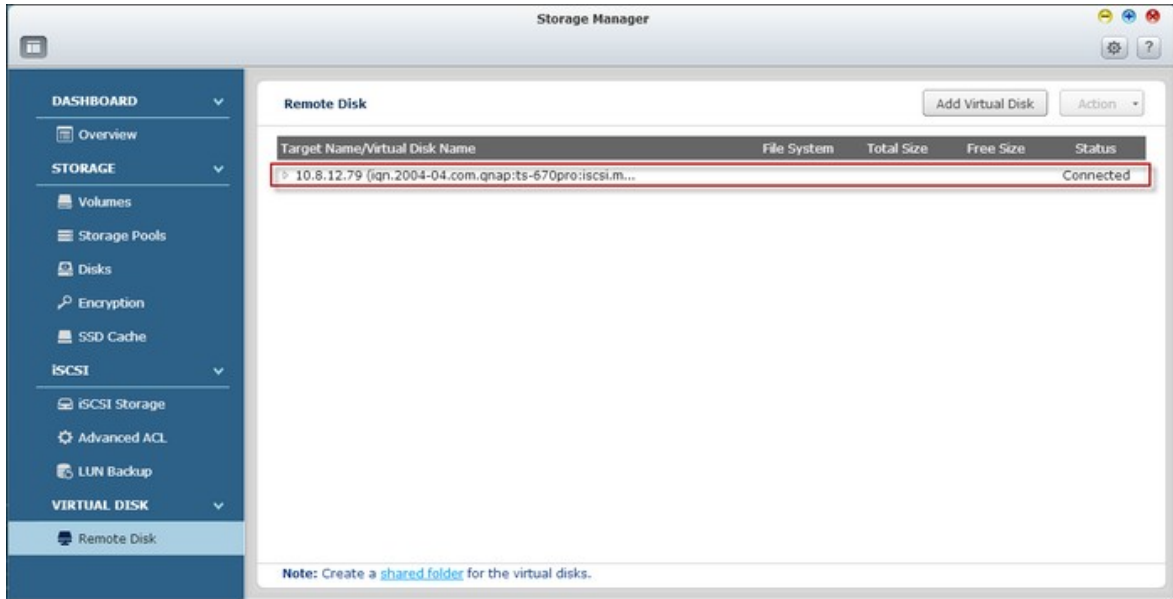 Storage Manager
?
DASHBOARD
Overview
STORAGE
Volumes
Storage Pools
Disks
Encryption
SSD Cache
iSCSI
iSCSI Storage
Advanced ACL
LUN Backup
VIRTUAL DISK
Remote Disk
Remote Disk Add Virtual Disk Action
Target Name/Virtual Disk Name File System Total Size Free Size Status
10.8.12.79 (iqn.2004-04.com.qnap:ts-670pro:iscsi.m... Connected
Note: Create a shared folder for the virtual disks.